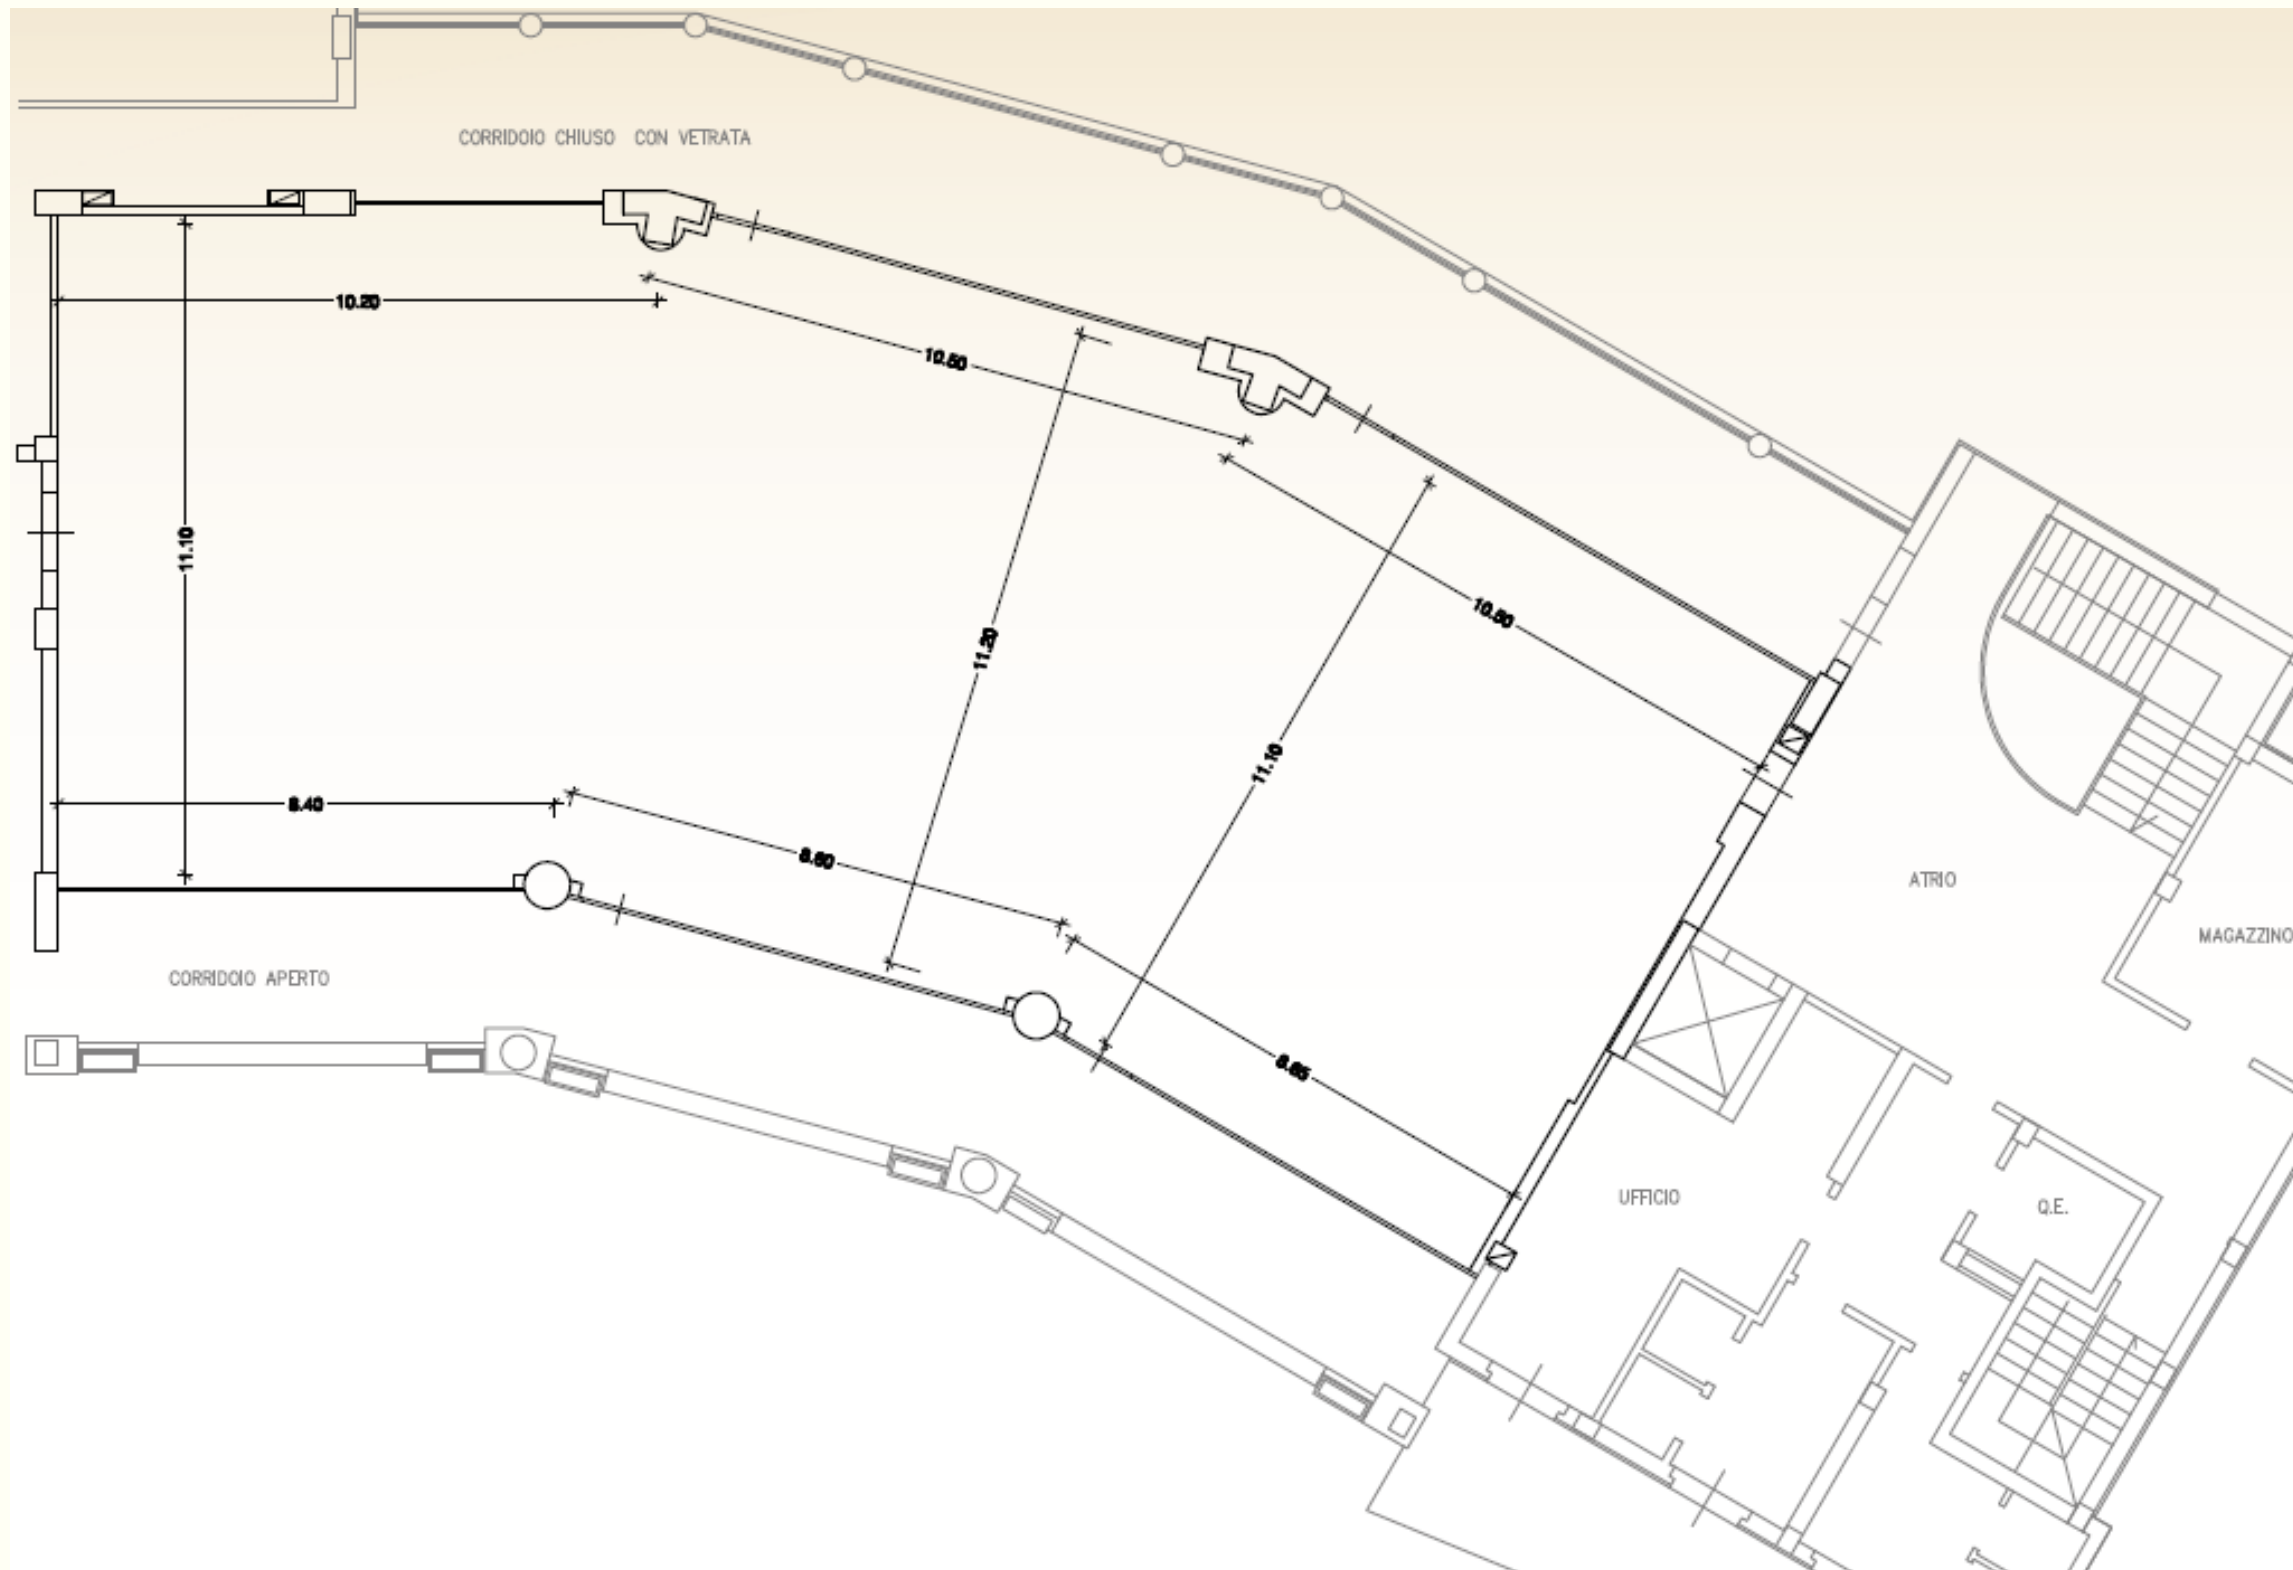 CORRIDOIO CHIUSO CON VETRATA
10.20
10.50
11.10
10.50
11.20
11.10
8.40
8.60
ATRIO
MAGAZZINO
CORRIDOIO APERTO
8.65
UFFICIO
Q.E.